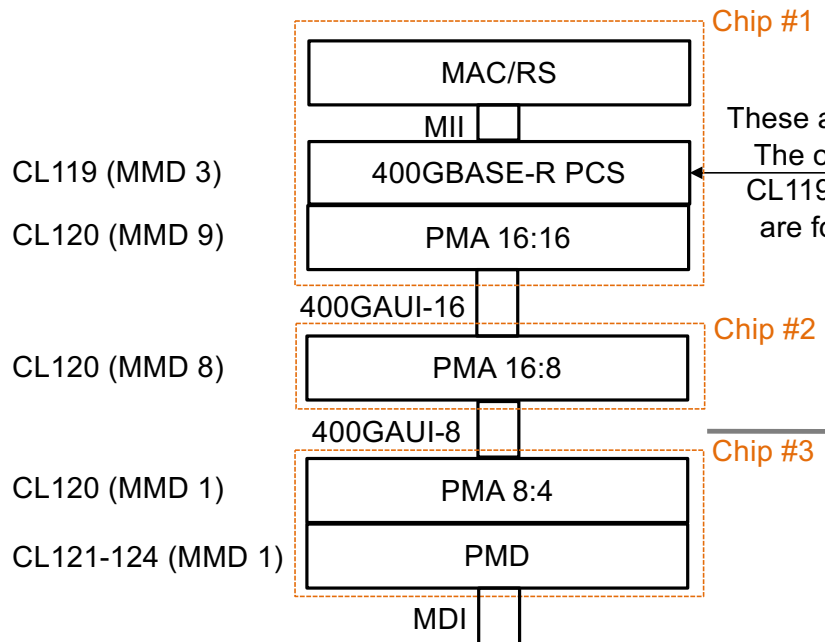 Chip #1
MAC/RS
MII
These a
The o
CL119
are fo
CL119 (MMD 3)
400GBASE-R PCS
CL120 (MMD 9)
PMA 16:16
400GAUI-16
Chip #2
CL120 (MMD 8)
PMA 16:8
400GAUI-8
Chip #3
CL120 (MMD 1)
PMA 8:4
CL121-124 (MMD 1)
PMD
MDI